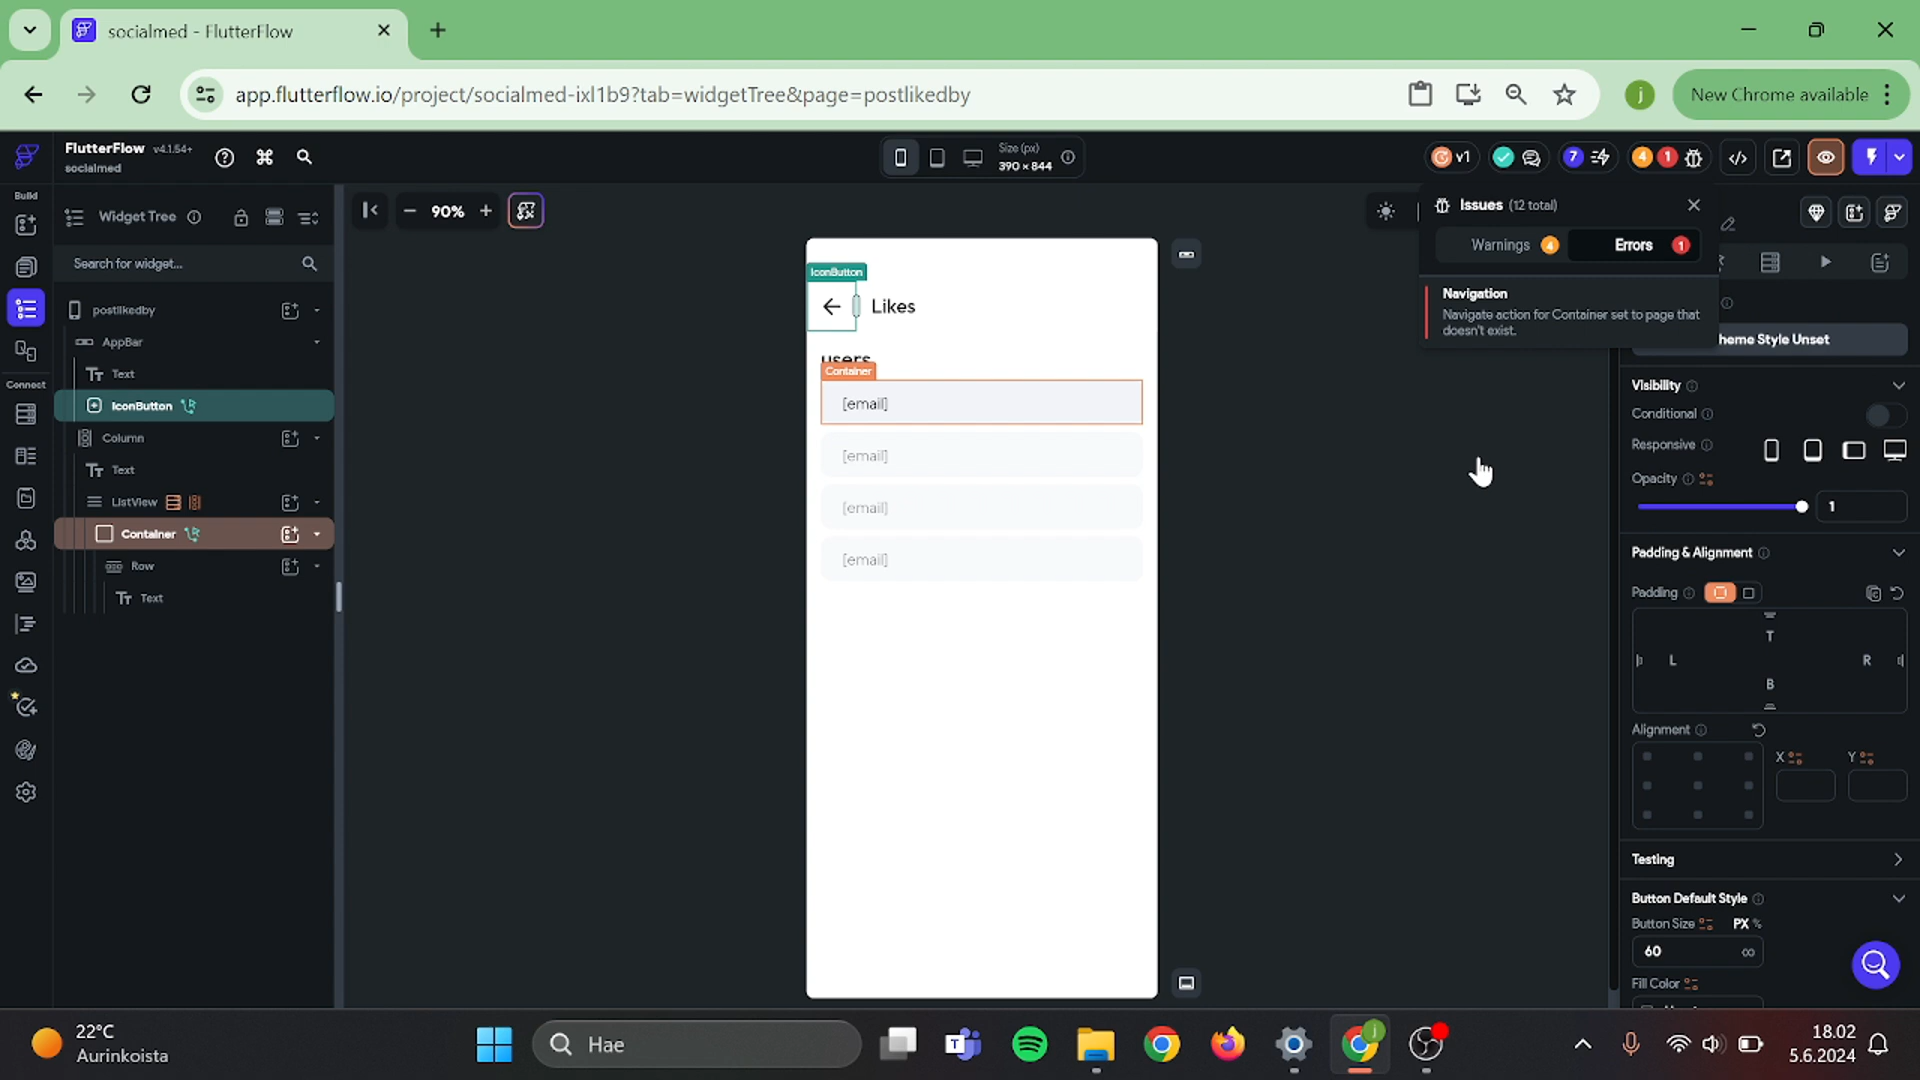 socialmed - FlutterFlow
app.flutterflow.io/project/socialmed-ixl1b9?tab=widgetTree&page=postlikedby
j
New Chrome available
FlutterFlow v4.1.54+
socialmed
Size (px)
390 × 844
v1
7
4
1
Build
Widget Tree
90%
Issues (12 total)
Warnings 4
Errors 1
Search for widget...
Navigation
Navigate action for Container set to page that
doesn't exist.
heme Style Unset
postlikedby
AppBar
Text
IconButton
Column
Text
ListView
Container
Row
Text
Connect
IconButton
Likes
users
Container
[email]
[email]
[email]
[email]
Visibility
Conditional
Responsive
Opacity
1
Padding & Alignment
Padding
T
L
R
B
Alignment
X
Y
Testing
Button Default Style
Button Size
PX %
60
Fill Color
22°C
Aurinkoista
Hae
j
18.02
5.6.2024